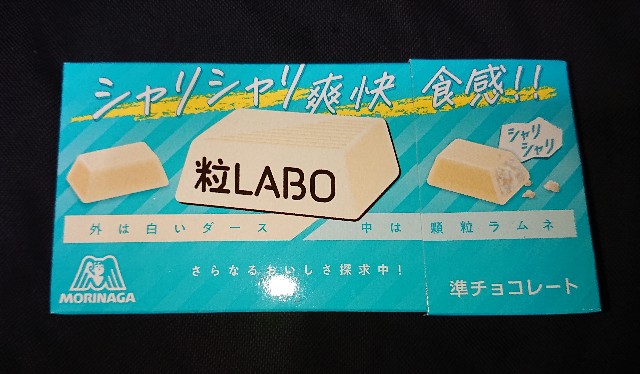 シャリシャリ爽快 食感!!
シャリ
シャリ
粒LABO
外は白いダース
中は 顆粒ラムネ
さらなるおいしさ探求中!
MORINAGA
準チョコレート